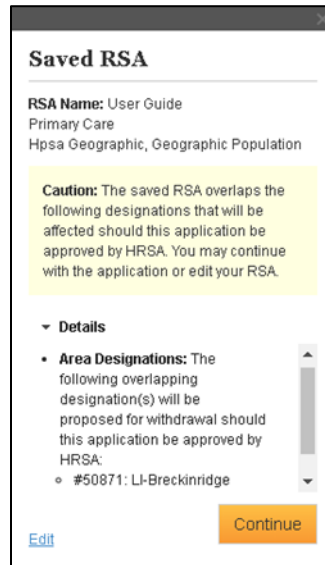 Saved RSA
RSA Name: User Guide
Primary Care
Hpsa Geographic, Geographic Population
Caution: The saved RSA overlaps the
following designations that will be
affected should this application be
approved by HRSA. You may continue
with the application or edit your RSA.
Details
• Area Designations: The
following overlapping
designation(s) will be
proposed for withdrawal should
this application be approved by
HRSA:
#50871: LI-Breckinridge
Edit
Continue